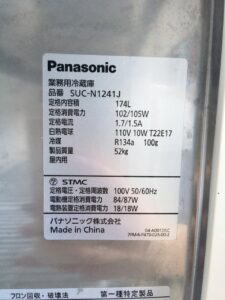 Panasonic
業務用冷蔵庫
品番 SUC-N1241J
定格内容積 174L
定格消費電力 102/105W
定格電流 1.7/1.5A
白熱電球 110V 10W T22E17
冷媒 R134a 100g
製品質量 52kg
屋内用
STMC
定格電圧・定格周波数 100V 50/60Hz
電動機定格消費電力 84/87W
電熱装置定格消費電力 18/18W
パナソニック株式会社
Made in China
フロン回収・破壊法 第一種特定製品